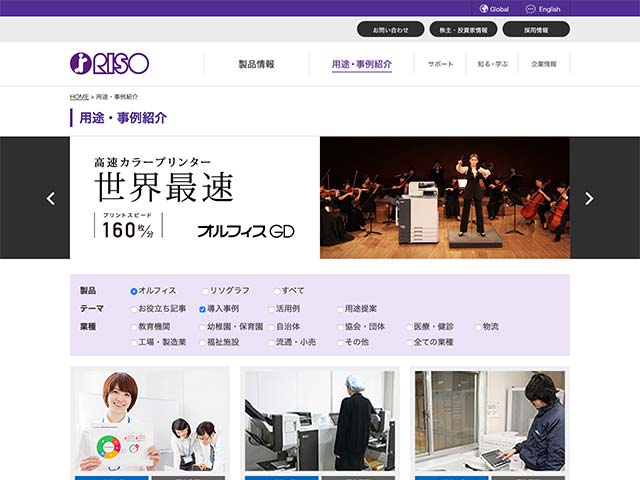 Global English
お問い合わせ 株主・投資家情報 採用情報
RISO 製品情報 用途・事例紹介 サポート 知る・学ぶ 企業情報
HOME > 用途・事例紹介
用途・事例紹介
高速カラープリンター
世界最速
プリントスピード
160枚/分 オルフィス GD
製品 オルフィス リソグラフ すべて
テーマ お役立ち記事 導入事例 活用例 用途提案
業種 教育機関 幼稚園・保育園 自治体 協会・団体 医療・健診 物流
工場・製造業 福祉施設 流通・小売 その他 全ての業種